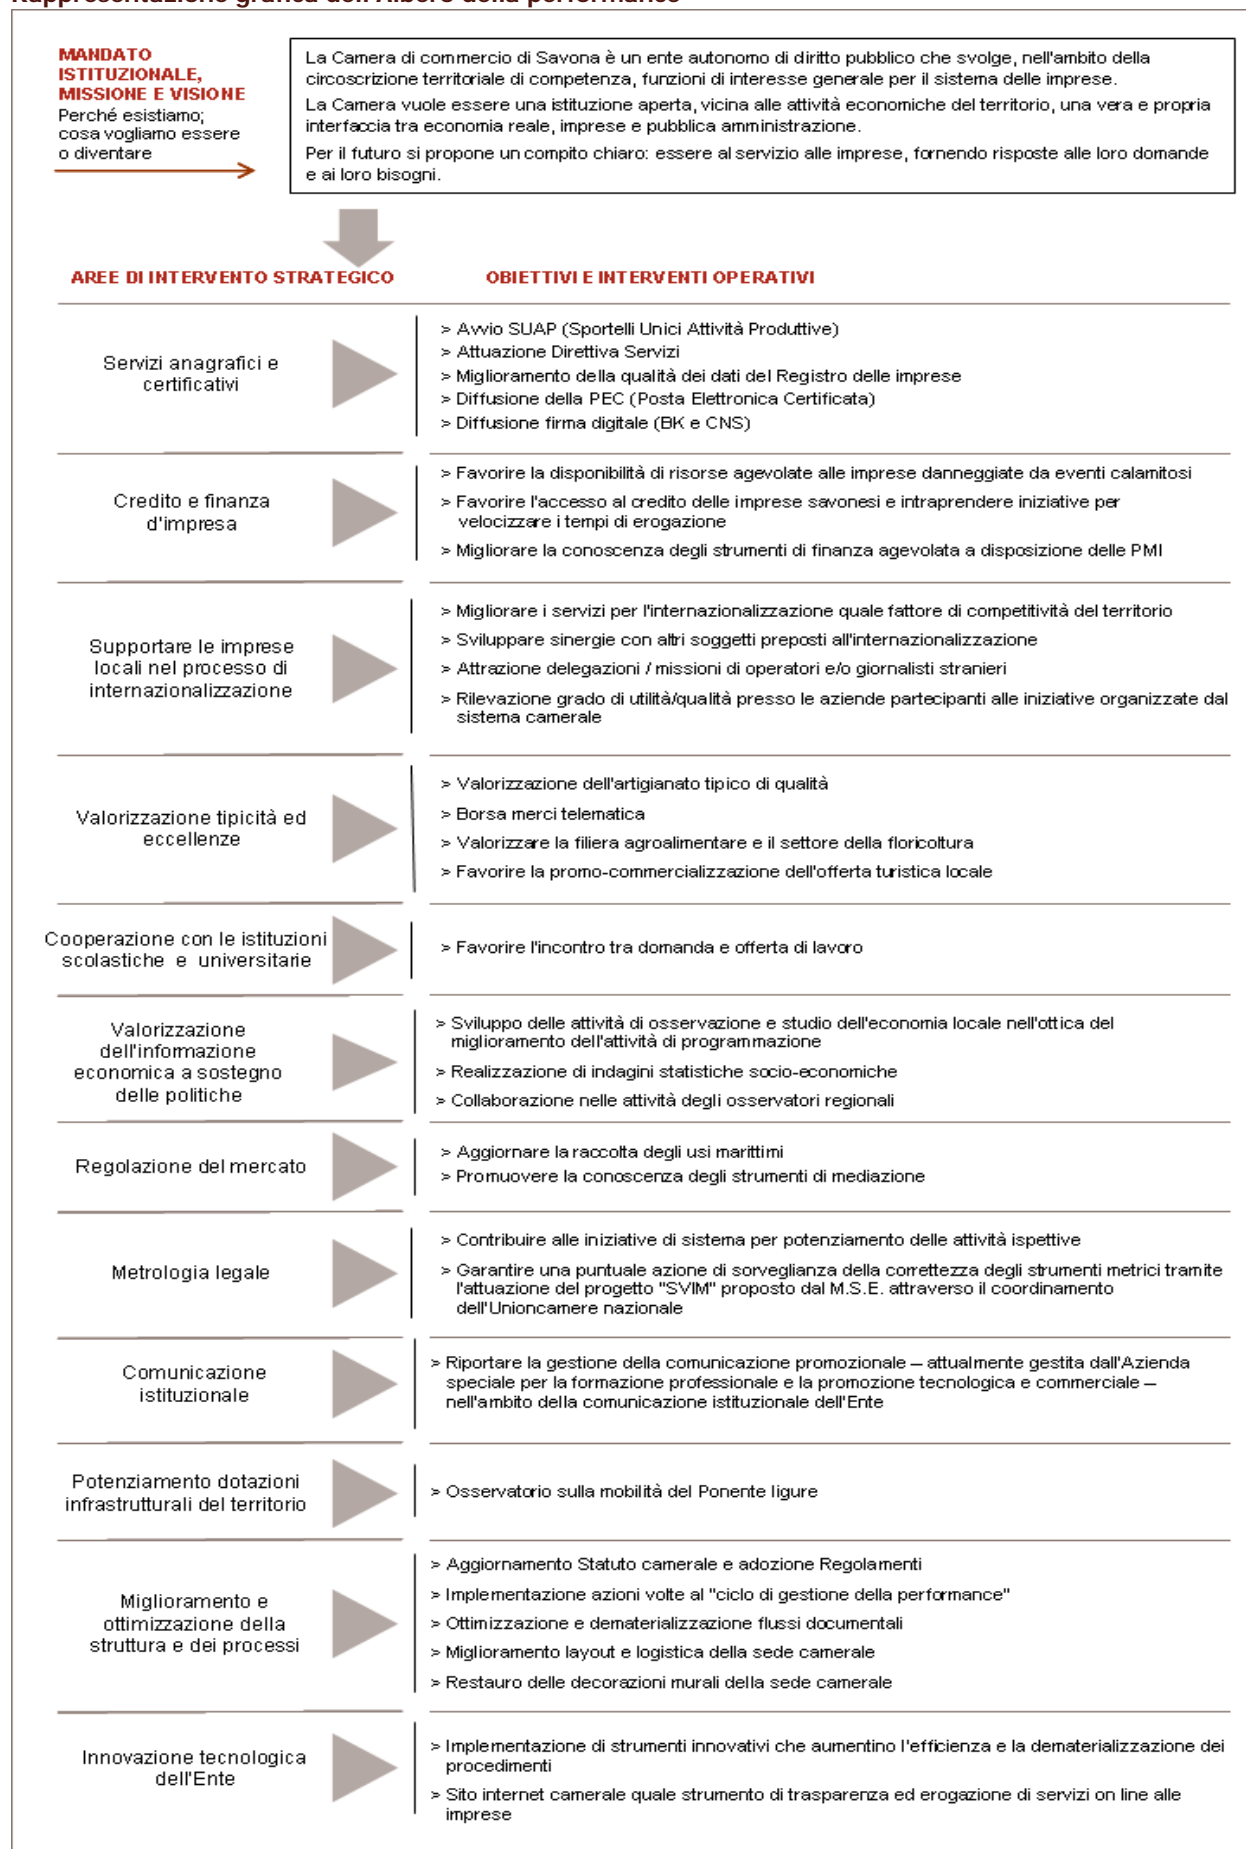 Rappresentazione grafica dell'Albero della performance
MANDATO
ISTITUZIONALE,
MISSIONE E VISIONE
Perché esistiamo;
cosa vogliamo essere
o diventare
La Camera di commercio di Savona è un ente autonomo di diritto pubblico che svolge, nell'ambito della
circoscrizione territoriale di competenza, funzioni di interesse generale per il sistema delle imprese.
La Camera vuole essere una istituzione aperta, vicina alle attività economiche del territorio, una vera e propria
interfaccia tra economia reale, imprese e pubblica amministrazione.
Per il futuro si propone un compito chiaro: essere al servizio alle imprese, fornendo risposte alle loro domande
e ai loro bisogni.
AREE DI INTERVENTO STRATEGICO
OBIETTIVI E INTERVENTI OPERATIVI
Servizi anagrafici e
certificativi
> Avvio SUAP (Sportelli Unici Attività Produttive)
> Attuazione Direttiva Servizi
> Miglioramento della qualità dei dati del Registro delle imprese
> Diffusione della PEC (Posta Elettronica Certificata)
> Diffusione firma digitale (BK e CNS)
Credito e finanza
d'impresa
> Favorire la disponibilità di risorse agevolate alle imprese danneggiate da eventi calamitosi
> Favorire l'accesso al credito delle imprese savonesi e intraprendere iniziative per
velocizzare i tempi di erogazione
> Migliorare la conoscenza degli strumenti di finanza agevolata a disposizione delle PMI
Supportare le imprese
locali nel processo di
internazionalizzazione
> Migliorare i servizi per l'internazionalizzazione quale fattore di competitività del territorio
> Sviluppare sinergie con altri soggetti preposti all'internazionalizzazione
> Attrazione delegazioni / missioni di operatori e/o giornalisti stranieri
> Rilevazione grado di utilità/qualità presso le aziende partecipanti alle iniziative organizzate dal
sistema camerale
Valorizzazione tipicità ed
eccellenze
> Valorizzazione dell'artigianato tipico di qualità
> Borsa merci telematica
> Valorizzare la filiera agroalimentare e il settore della floricoltura
> Favorire la promo-commercializzazione dell'offerta turistica locale
Cooperazione con le istituzioni
scolastiche e universitarie
> Favorire l'incontro tra domanda e offerta di lavoro
Valorizzazione
dell'informazione
economica a sostegno
delle politiche
> Sviluppo delle attività di osservazione e studio dell'economia locale nell'ottica del
miglioramento dell'attività di programmazione
> Realizzazione di indagini statistiche socio-economiche
> Collaborazione nelle attività degli osservatori regionali
Regolazione del mercato
> Aggiornare la raccolta degli usi marittimi
> Promuovere la conoscenza degli strumenti di mediazione
Metrologia legale
> Contribuire alle iniziative di sistema per potenziamento delle attività ispettive
> Garantire una puntuale azione di sorveglianza della correttezza degli strumenti metrici tramite
l'attuazione del progetto "SVIM" proposto dal M.S.E. attraverso il coordinamento
dell'Unioncamere nazionale
Comunicazione
istituzionale
> Riportare la gestione della comunicazione promozionale – attualmente gestita dall'Azienda
speciale per la formazione professionale e la promozione tecnologica e commerciale –
nell'ambito della comunicazione istituzionale dell'Ente
Potenziamento dotazioni
infrastrutturali del territorio
> Osservatorio sulla mobilità del Ponente ligure
Miglioramento e
ottimizzazione della
struttura e dei processi
> Aggiornamento Statuto camerale e adozione Regolamenti
> Implementazione azioni volte al "ciclo di gestione della performance"
> Ottimizzazione e dematerializzazione flussi documentali
> Miglioramento layout e logistica della sede camerale
> Restauro delle decorazioni murali della sede camerale
Innovazione tecnologica
dell'Ente
> Implementazione di strumenti innovativi che aumentino l'efficienza e la dematerializzazione dei
procedimenti
> Sito internet camerale quale strumento di trasparenza ed erogazione di servizi on line alle
imprese